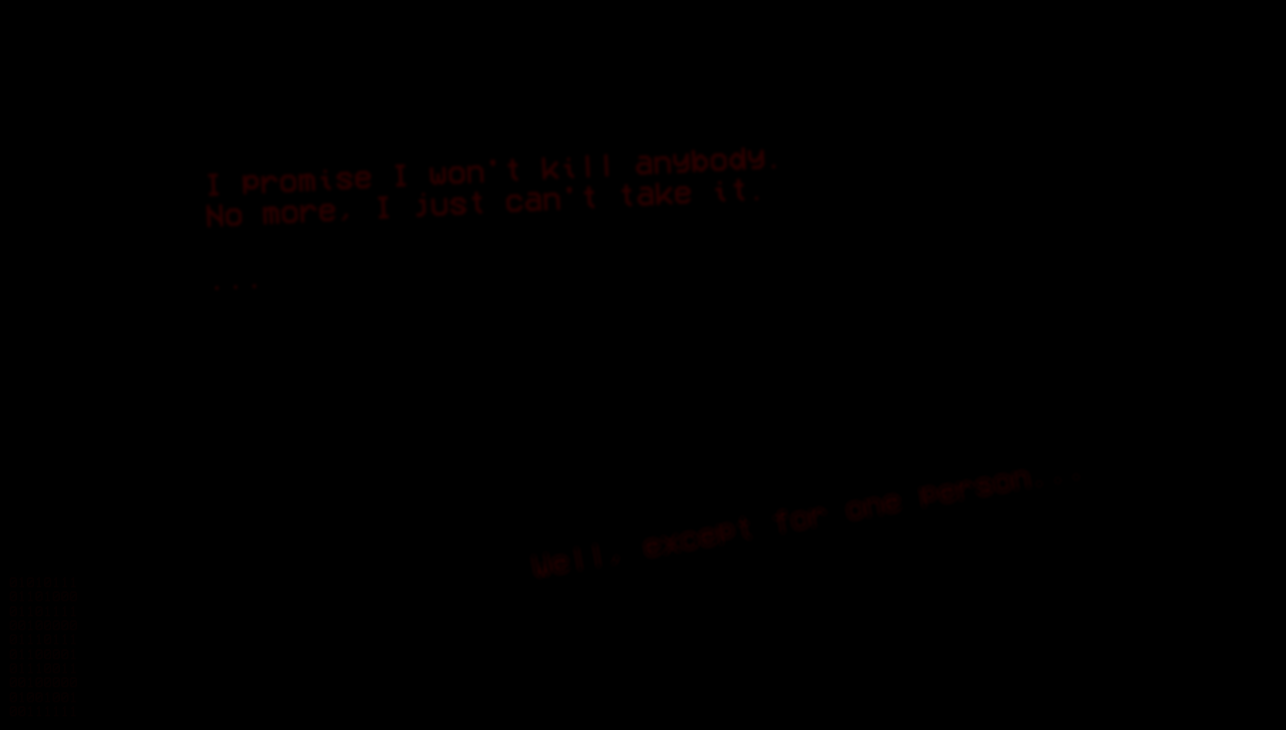 I promise I won't kill anybody.
No more. I just can't take it.
...
Well, except for one person. .